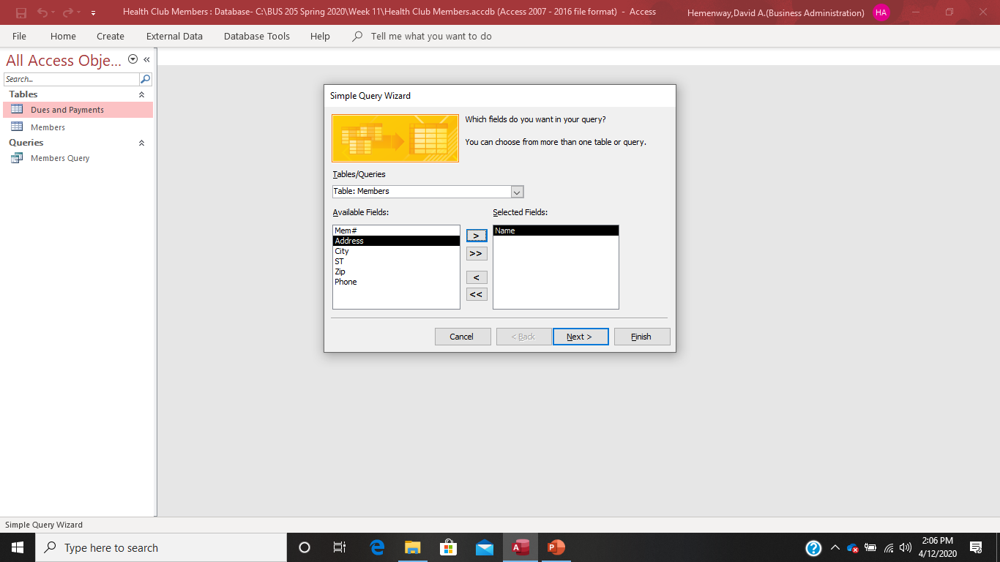 Health Club Members : Database- C:\BUS 205 Spring 2020\Week 11\Health Club Members.accdb (Access 2007 - 2016 file format) - Access
Hemenway,David A.(Business Administration)
HA
File Home Create External Data Database Tools Help Tell me what you want to do
All Access Obje... «
Search...
Tables
Dues and Payments
Members
Queries
Members Query
Simple Query Wizard
Which fields do you want in your query?
You can choose from more than one table or query.
Tables/Queries
Table: Members
Available Fields:
Selected Fields:
Mem#
Address
City
ST
Zip
Phone
>
>>
<
<<
Name
Cancel
< Back
Next >
Finish
Simple Query Wizard
Type here to search
2:06 PM
4/12/2020